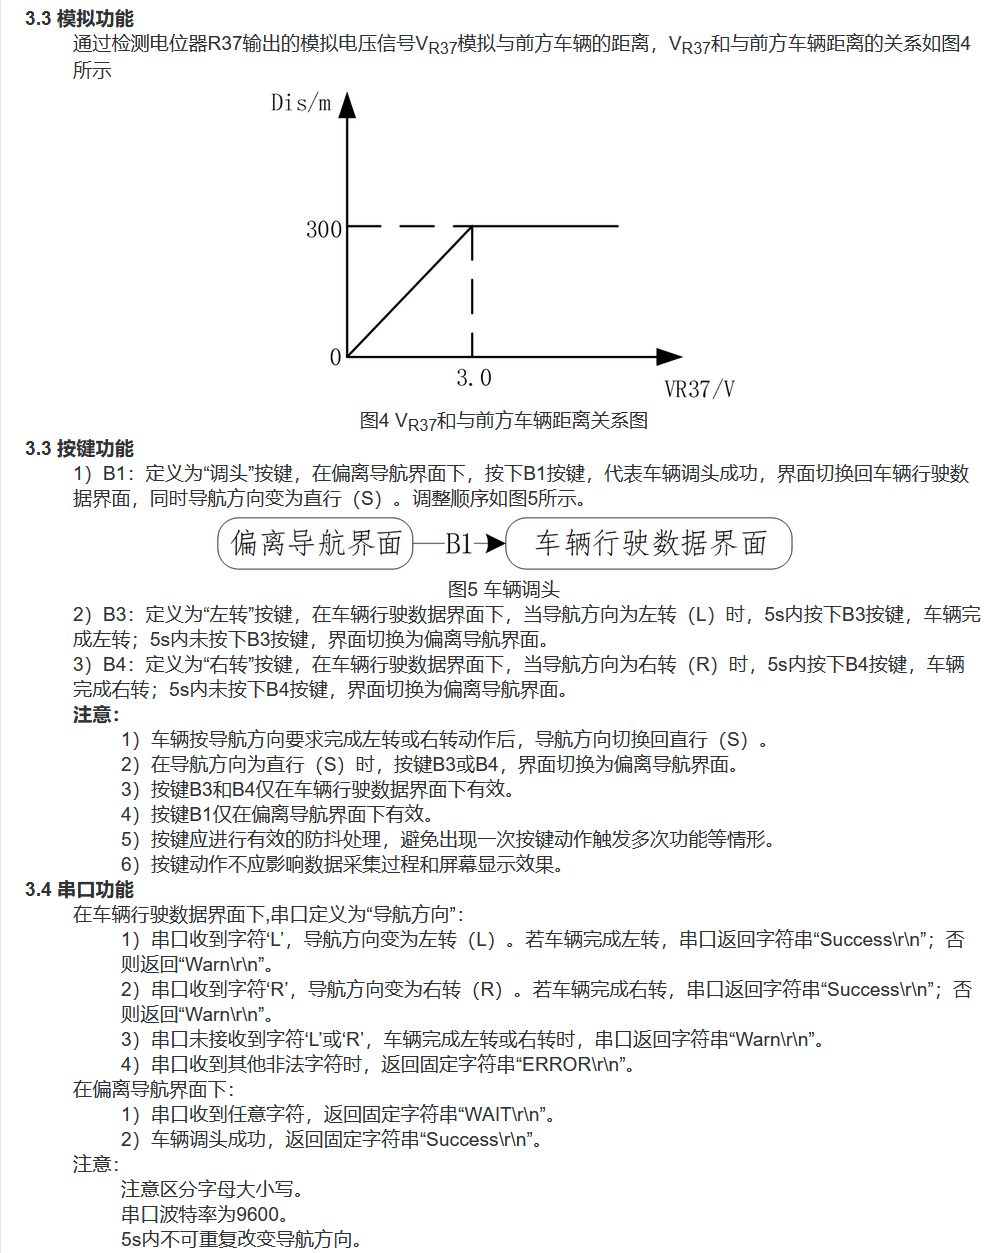 3.3 模拟功能
通过检测电位器R37输出的模拟电压信号VR37模拟与前方车辆的距离，VR37和与前方车辆距离的关系如图4
所示
Dis/m
300
0
3.0
VR37/V
图4 VR37和与前方车辆距离关系图
3.3 按键功能
1）B1：定义为“调头”按键，在偏离导航界面下，按下B1按键，代表车辆调头成功，界面切换回车辆行驶数
据界面，同时导航方向变为直行（S）。调整顺序如图5所示。
偏离导航界面 B1 车辆行驶数据界面
图5 车辆调头
2）B3：定义为“左转”按键，在车辆行驶数据界面下，当导航方向为左转（L）时，5s内按下B3按键，车辆完
成左转；5s内未按下B3按键，界面切换为偏离导航界面。
3）B4：定义为“右转”按键，在车辆行驶数据界面下，当导航方向为右转（R）时，5s内按下B4按键，车辆
完成右转；5s内未按下B4按键，界面切换为偏离导航界面。
注意：
1）车辆按导航方向要求完成左转或右转动作后，导航方向切换回直行（S）。
2）在导航方向为直行（S）时，按键B3或B4，界面切换为偏离导航界面。
3）按键B3和B4仅在车辆行驶数据界面下有效。
4）按键B1仅在偏离导航界面下有效。
5）按键应进行有效的防抖处理，避免出现一次按键动作触发多次功能等情形。
6）按键动作不应影响数据采集过程和屏幕显示效果。
3.4 串口功能
在车辆行驶数据界面下,串口定义为“导航方向”：
1）串口收到字符‘L’，导航方向变为左转（L）。若车辆完成左转，串口返回字符串“Success\r\n”；否
则返回“Warn\r\n”。
2）串口收到字符‘R’，导航方向变为右转（R）。若车辆完成右转，串口返回字符串“Success\r\n”；否
则返回“Warn\r\n”。
3）串口未接收到字符‘L’或‘R’，车辆完成左转或右转时，串口返回字符串“Warn\r\n”。
4）串口收到其他非法字符时，返回固定字符串“ERROR\r\n”。
在偏离导航界面下：
1）串口收到任意字符，返回固定字符串“WAIT\r\n”。
2）车辆调头成功，返回固定字符串“Success\r\n”。
注意：
注意区分字母大小写。
串口波特率为9600。
5s内不可重复改变导航方向。